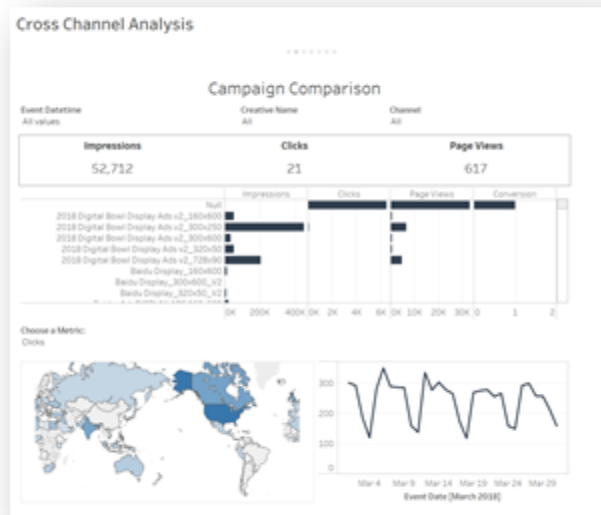 Cross Channel Analysis
Campaign Comparison
Event Datetime Creative Name Channel
All values All All
Impressions Clicks Page Views
52,712 21 617
Impressions Clicks Page Views Conversion
Null
2018 Digital Bowl Display Ads v2_160x600
2018 Digital Bowl Display Ads v2_300x250
2018 Digital Bowl Display Ads v2_300x600
2018 Digital Bowl Display Ads v2_320x50
2018 Digital Bowl Display Ads v2_728x90
Baidu Display_160x600
Baidu Display_300x600_V2
Baidu Display_320x50_V2
0K 200K 400K 0K 2K 4K 6K 0K 10K 20K 30K 0 1 2
Choose a Metric:
Clicks
300
200
100
0
Mar 4 Mar 9 Mar 14 Mar 19 Mar 24 Mar 29
Event Date [March 2018]